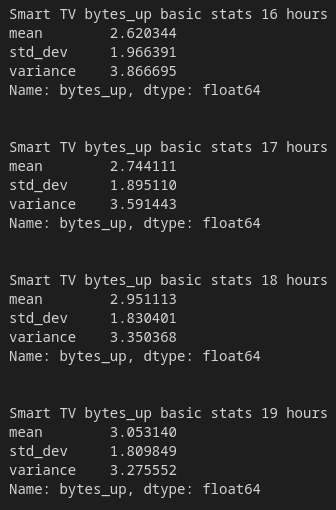 Smart TV bytes_up basic stats 16 hours
mean        2.620344
std_dev     1.966391
variance    3.866695
Name: bytes_up, dtype: float64
Smart TV bytes_up basic stats 17 hours
mean        2.744111
std_dev     1.895110
variance    3.591443
Name: bytes_up, dtype: float64
Smart TV bytes_up basic stats 18 hours
mean        2.951113
std_dev     1.830401
variance    3.350368
Name: bytes_up, dtype: float64
Smart TV bytes_up basic stats 19 hours
mean        3.053140
std_dev     1.809849
variance    3.275552
Name: bytes_up, dtype: float64